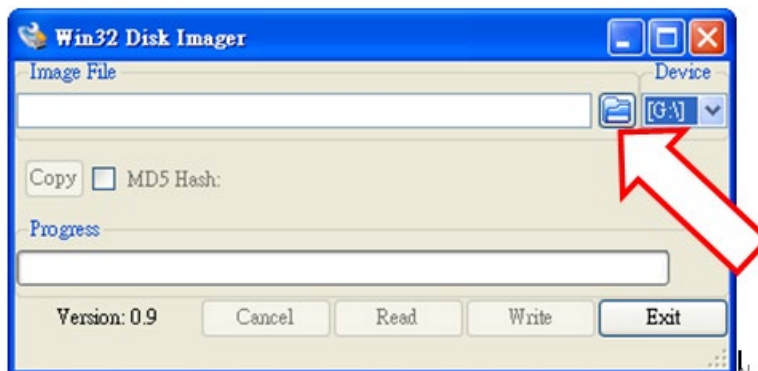 Win32 Disk Imager
Image File
Device
[G:\]
Copy
MD5 Hash:
Progress
Version: 0.9
Cancel
Read
Write
Exit